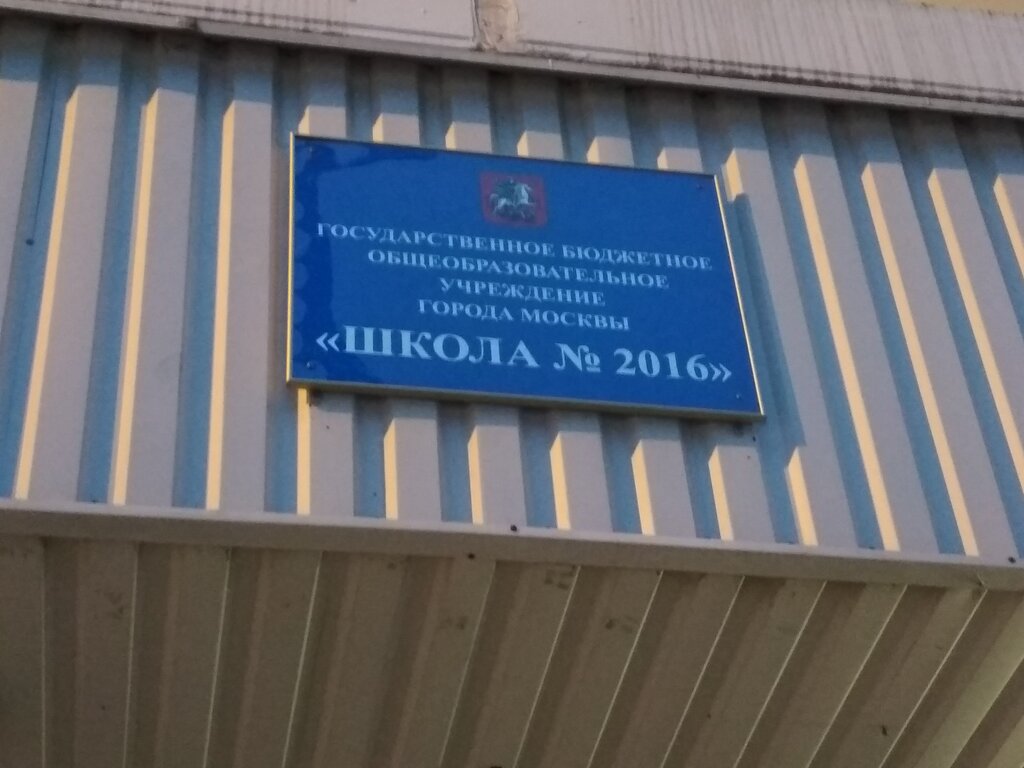 ГОСУДАРСТВЕННОЕ БЮДЖЕТНОЕ
ОБЩЕОБРАЗОВАТЕЛЬНОЕ
УЧРЕЖДЕНИЕ
ГОРОДА МОСКВЫ
«ШКОЛА № 2016»